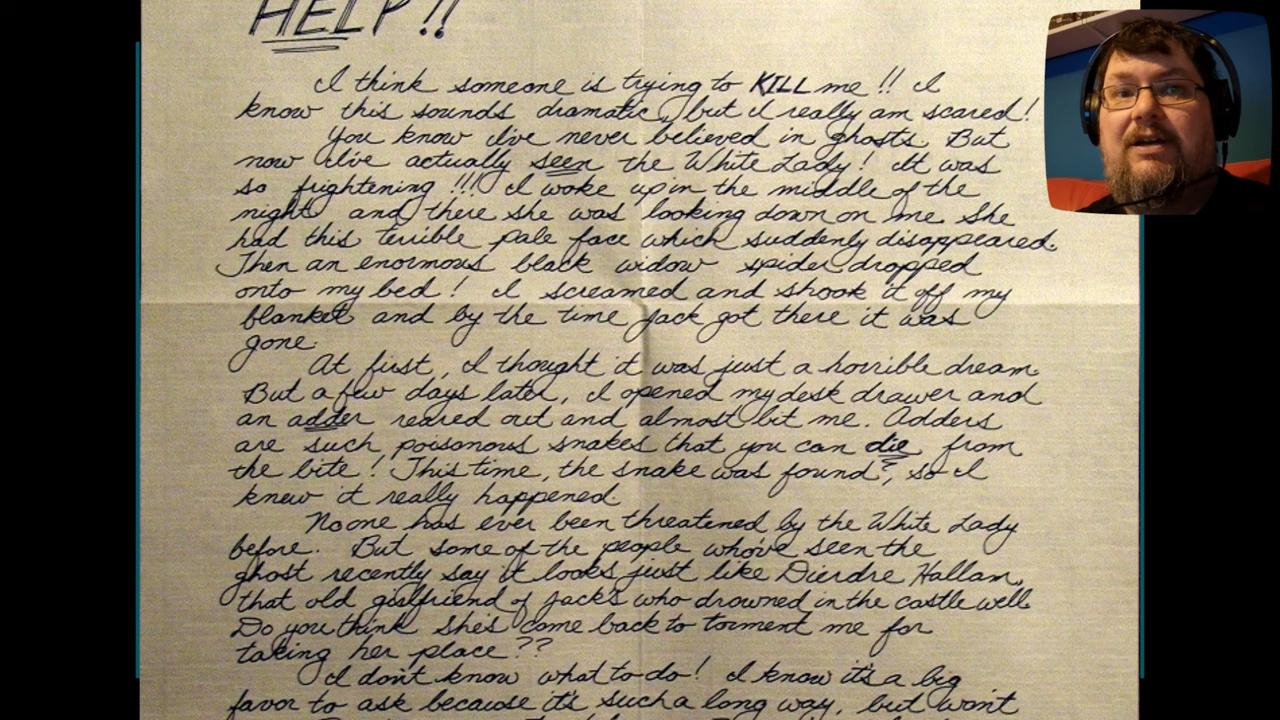 HELP!!
I think someone is trying to KILL me!! I
know this sounds dramatic, but I really am scared!
You know I've never believed in ghosts. But
now I've actually seen the White Lady! It was
so frightening!!! I woke up in the middle of the
night, and there she was looking down on me. She
had this terrible pale face which suddenly disappeared.
Then an enormous black widow spider dropped
onto my bed! I screamed and shook it off my
blanket and by the time Jack got there it was
gone.
At first, I thought it was just a horrible dream.
But a few days later, I opened my desk drawer and
an adder reared out and almost bit me. Adders
are such poisonous snakes that you can die from
the bite! This time, the snake was found, so I
knew it really happened.
No one has ever been threatened by the White Lady
before. But some of the people who've seen the
ghost recently say it looks just like Dierdre Hallam,
that old girlfriend of Jack's who drowned in the castle well.
Do you think she's come back to torment me for
taking her place??
I don't know what to do! I know it's a big
favor to ask because it's such a long way, but won't